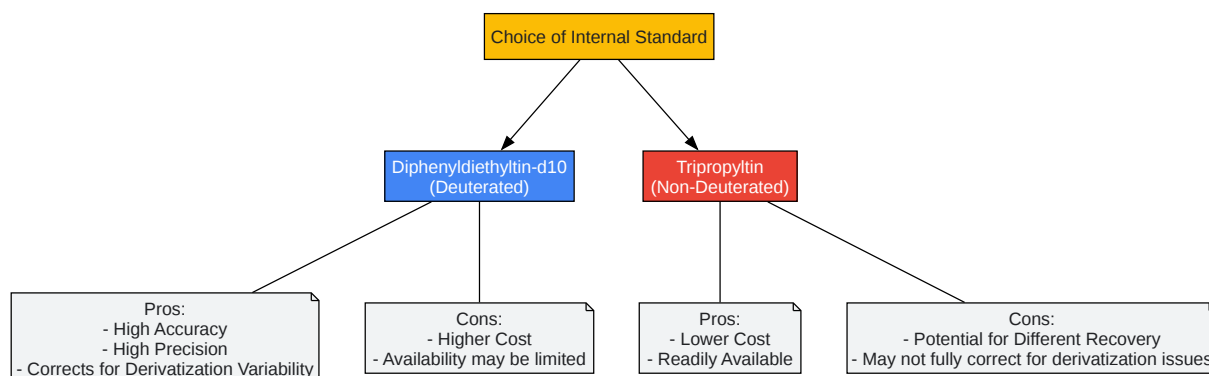 Choice of Internal Standard
Diphenyldiethyltin-d10
(Deuterated)
Tripropyltin
(Non-Deuterated)
Pros:
- High Accuracy
- High Precision
- Corrects for Derivatization Variability
Cons:
- Higher Cost
- Availability may be limited
Pros:
- Lower Cost
- Readily Available
Cons:
- Potential for Different Recovery
- May not fully correct for derivatization issues